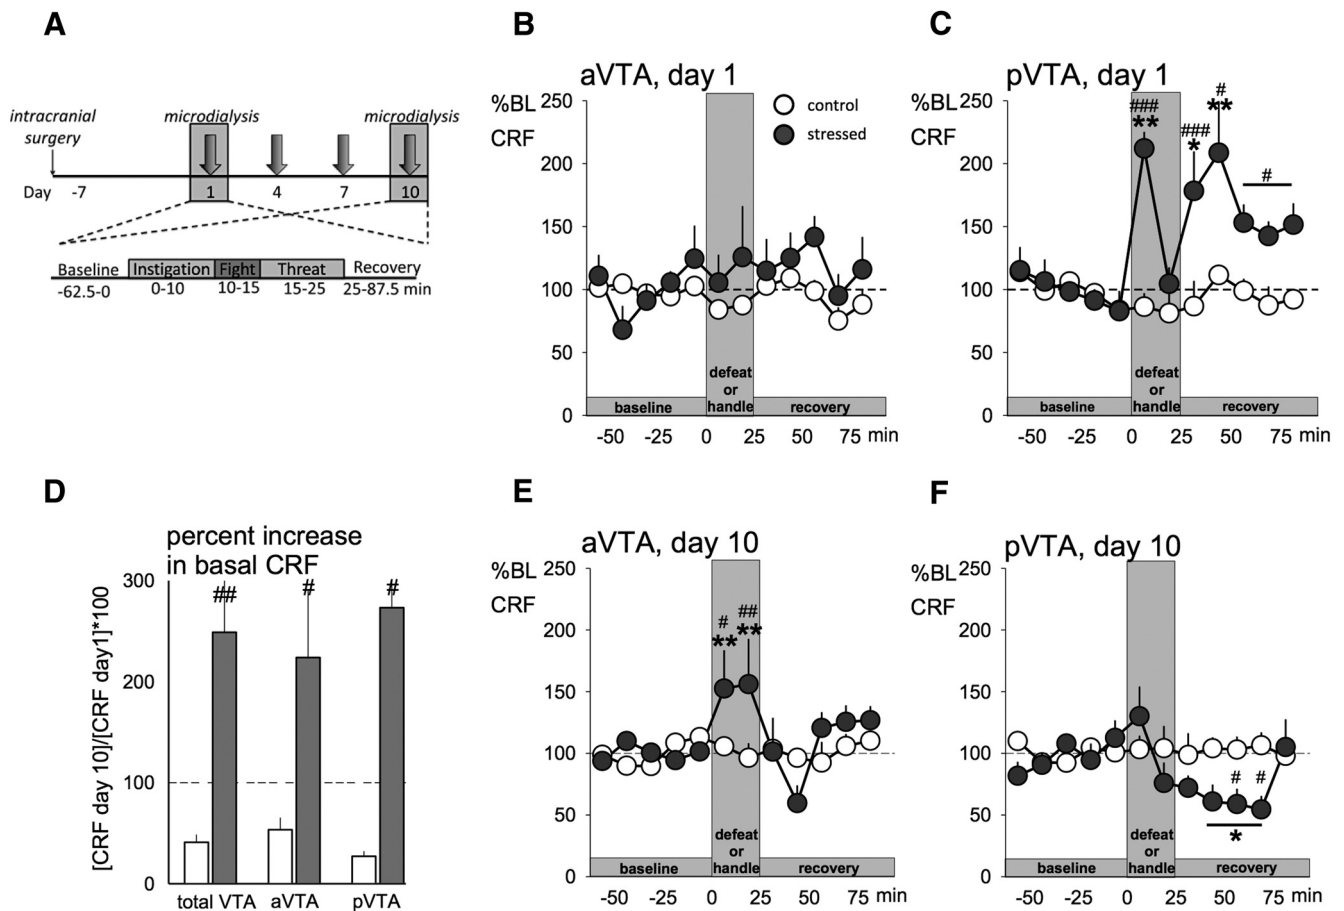 A
intracranial
surgery
microdialysis
microdialysis
Day
-7
1
4
7
10
Baseline
Instigation
Fight
Threat
Recovery
-62.5-0
0-10
10-15
15-25
25-87.5 min
B
aVTA, day 1
%BL
CRF
250
200
150
100
50
0
control
stressed
defeat
or
handle
baseline
recovery
-50
-25
0
25
50
75
min
C
pVTA, day 1
%BL
CRF
250
200
150
100
50
0
###
**
###
*
#
**
#
defeat
or
handle
baseline
recovery
-50
-25
0
25
50
75
min
D
percent increase
in basal CRF
[CRF day 10]/[CRF day1]*100
300
200
100
0
##
#
#
total VTA
aVTA
pVTA
E
aVTA, day 10
%BL
CRF
250
200
150
100
50
0
#
**
##
**
defeat
or
handle
baseline
recovery
-50
-25
0
25
50
75
min
F
pVTA, day 10
%BL
CRF
250
200
150
100
50
0
#
#
*
defeat
or
handle
baseline
recovery
-50
-25
0
25
50
75
min